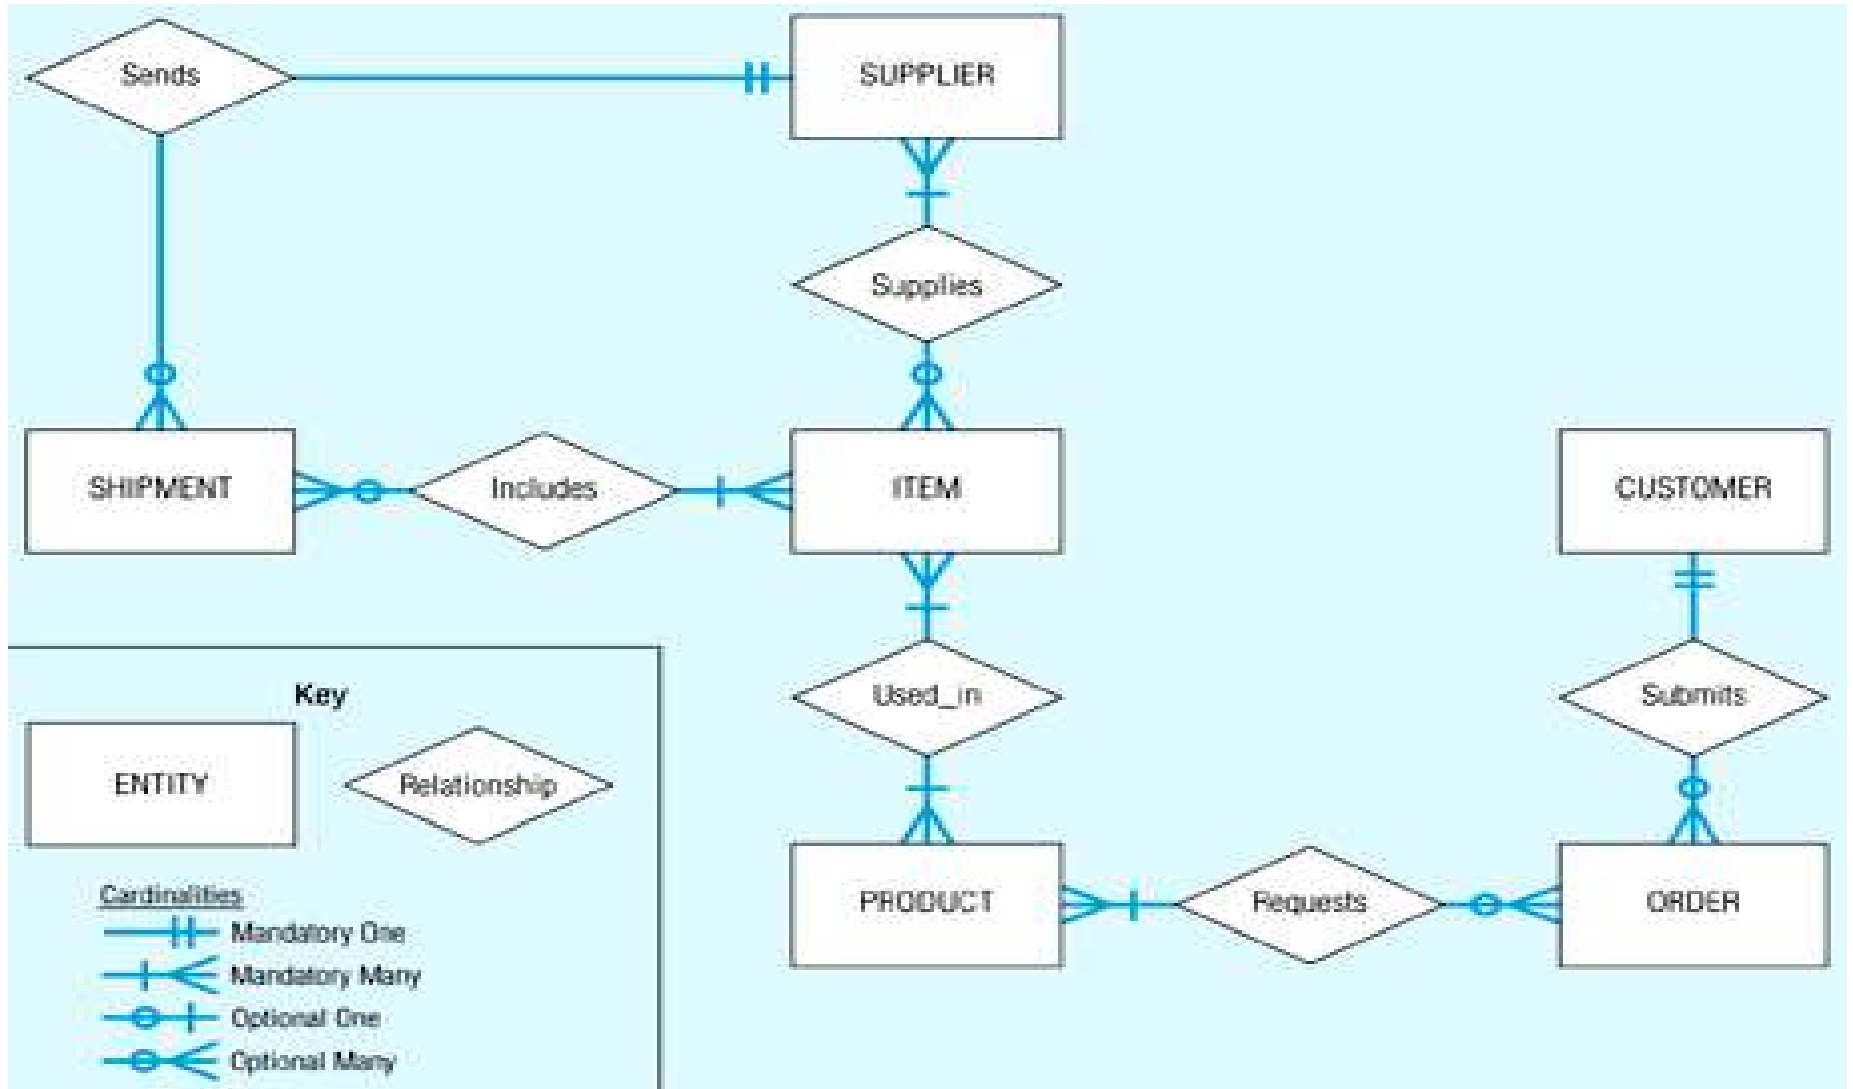 Sends
SUPPLIER
Supplies
SHIPMENT
Includes
ITEM
CUSTOMER
Used_in
Submits
PRODUCT
Requests
ORDER
Key
ENTITY
Relationship
Cardinalities
Mandatory One
Mandatory Many
Optional One
Optional Many